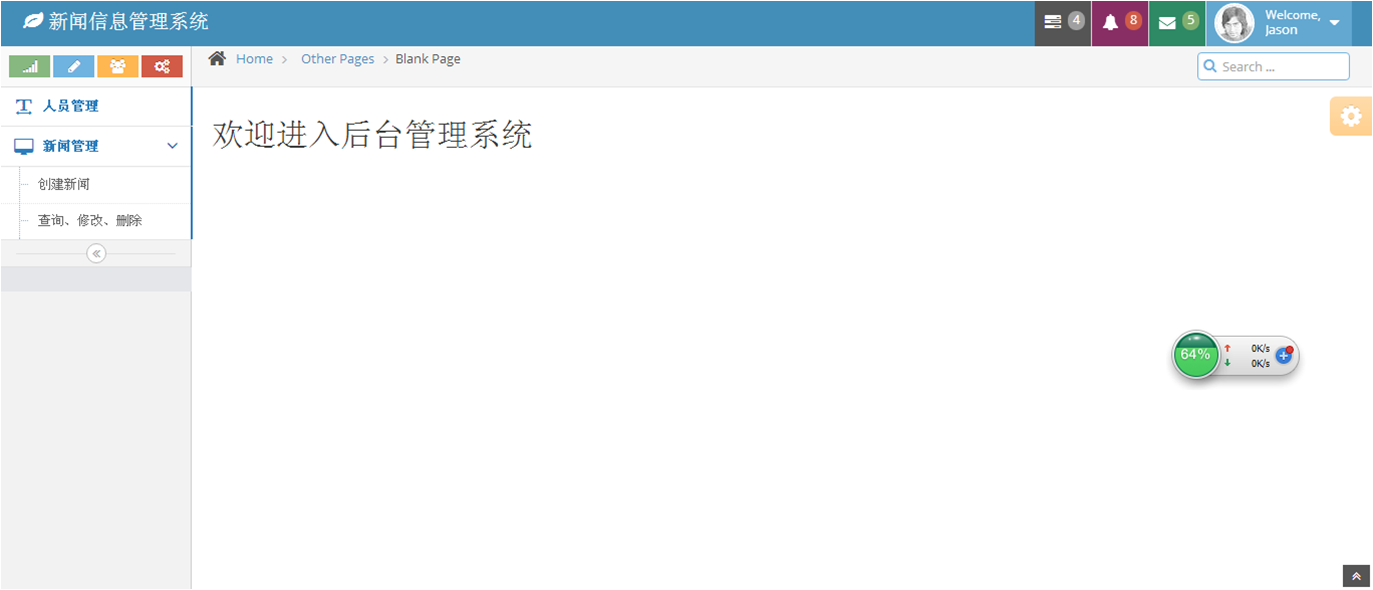 新闻信息管理系统
4
8
5
Welcome,
Jason
Home
Other Pages
Blank Page
Search ...
人员管理
新闻管理
创建新闻
查询、修改、删除
欢迎进入后台管理系统
64%
0K/s
0K/s